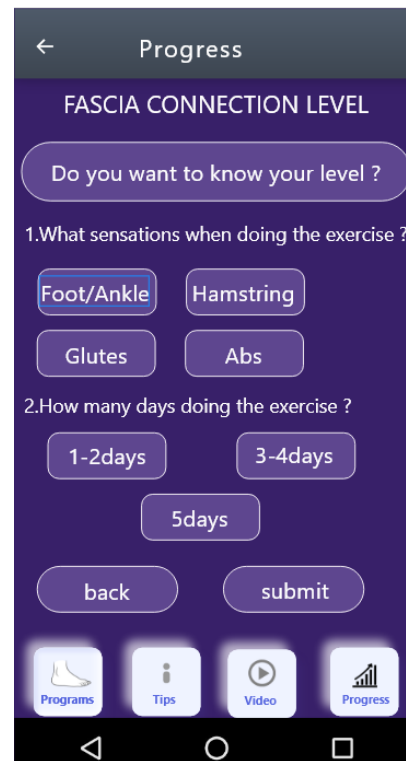 Progress
FASCIA CONNECTION LEVEL
Do you want to know your level ?
1.What sensations when doing the exercise ?
Foot/Ankle Hamstring
Glutes Abs
2.How many days doing the exercise ?
1-2days 3-4days
5days
back submit
Programs Tips Video Progress